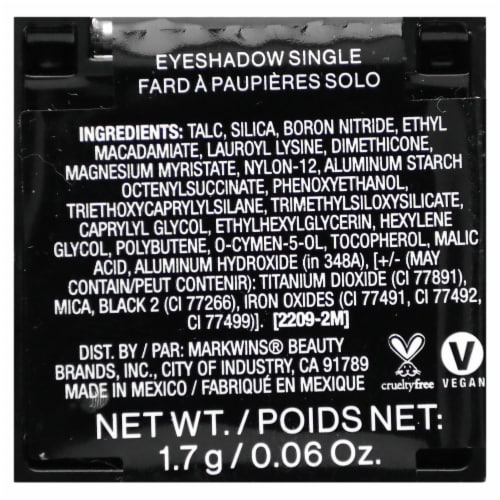 EYESHADOW SINGLE
FARD À PAUPIÈRES SOLO
INGREDIENTS: TALC, SILICA, BORON NITRIDE, ETHYL
MACADAMIATE, LAUROYL LYSINE, DIMETHICONE,
MAGNESIUM MYRISTATE, NYLON-12, ALUMINUM STARCH
OCTENYLSUCCINATE, PHENOXYETHANOL,
TRIETHOXYCAPRYLYLSILANE, TRIMETHYLSILOXYSILICATE,
CAPRYLYL GLYCOL, ETHYLHEXYLGLYCERIN, HEXYLENE
GLYCOL, POLYBUTENE, O-CYMEN-5-OL, TOCOPHEROL, MALIC
ACID, ALUMINUM HYDROXIDE (in 348A), [+/- (MAY
CONTAIN/PEUT CONTENIR): TITANIUM DIOXIDE (CI 77891),
MICA, BLACK 2 (CI 77266), IRON OXIDES (CI 77491, CI 77492,
CI 77499)]. [2209-2M]
DIST. BY / PAR: MARKWINS® BEAUTY
BRANDS, INC., CITY OF INDUSTRY, CA 91789
MADE IN MEXICO / FABRIQUÉ EN MEXIQUE
crueltyfree
V
VEGAN
NET WT. / POIDS NET:
1.7 g / 0.06 Oz.